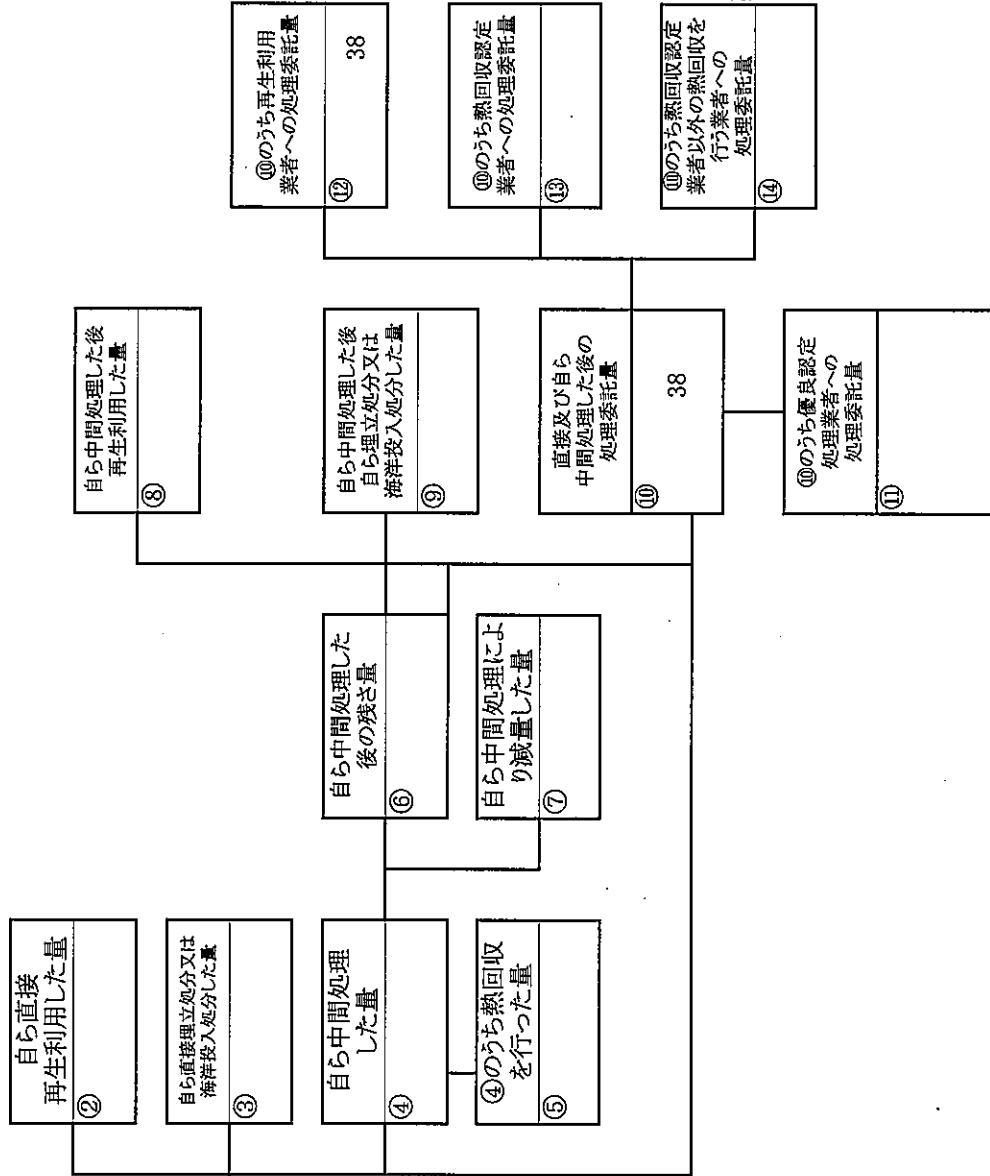 自ら直接
再生利用した量
②
自ら直接埋立処分又は
海洋投入処分した量
③
自ら中間処理
した量
④
④のうち熱回収
を行った量
⑤
自ら中間処理した
後の残さ量
⑥
自ら中間処理によ
り減量した量
⑦
自ら中間処理した後
再生利用した量
⑧
自ら中間処理した後
自ら埋立処分又は
海洋投入処分した量
⑨
直接及び自ら
中間処理した後の
処理委託量
⑩
38
⑩のうち優良認定
処理業者への
処理委託量
⑪
⑩のうち再生利用
業者への処理委託量
⑫
38
⑩のうち熱回収認定
業者への処理委託量
⑬
⑩のうち熱回収認定
業者以外の熱回収を
行う業者への
処理委託量
⑭